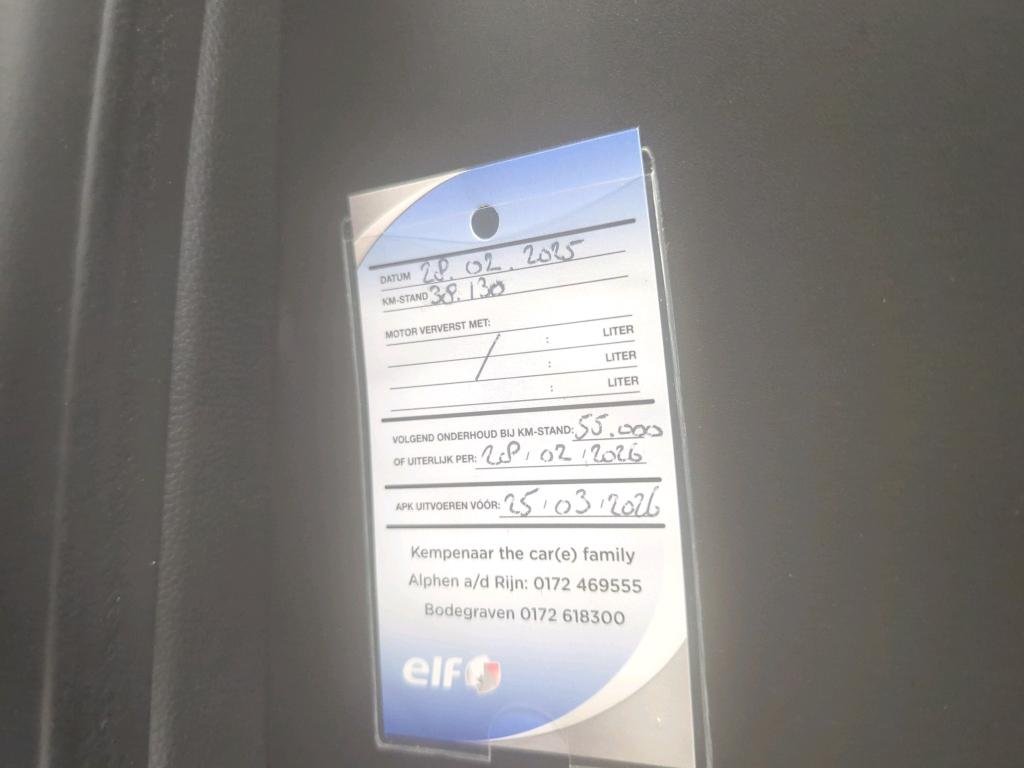 DATUM 28.02.2025
KM-STAND 38.130
MOTOR VERVERST MET:
/ : LITER
: LITER
: LITER
VOLGEND ONDERHOUD BIJ KM-STAND: 55.000
OF UITERLIJK PER: 28/02/2026
APK UITVOEREN VÓÓR: 25/03/2026
Kempenaar the car(e) family
Alphen a/d Rijn: 0172 469555
Bodegraven 0172 618300
elf